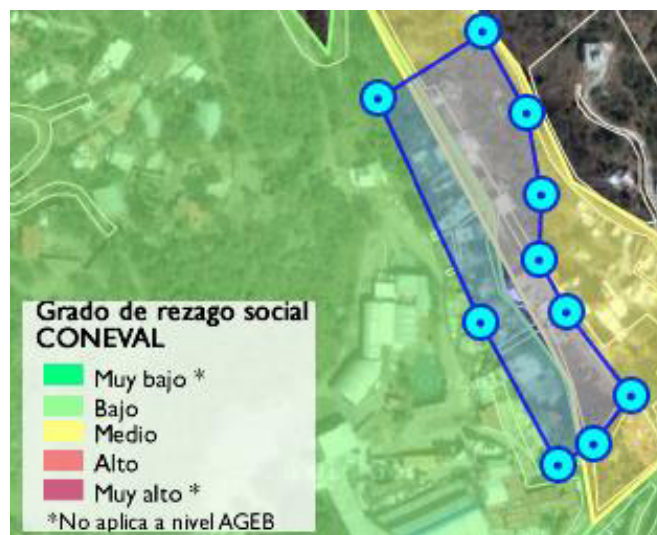 Grado de rezago social
CONEVAL
Muy bajo *
Bajo
Medio
Alto
Muy alto *
*No aplica a nivel AGEB